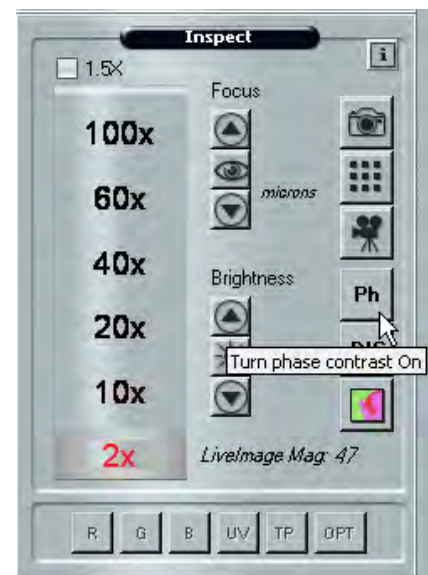 Inspect
i
1.5X
Focus
100x
60x
microns
40x
Brightness
Ph
20x
Turn phase contrast On
10x
2x
LiveImage Mag: 47
R G B UV TP OPT